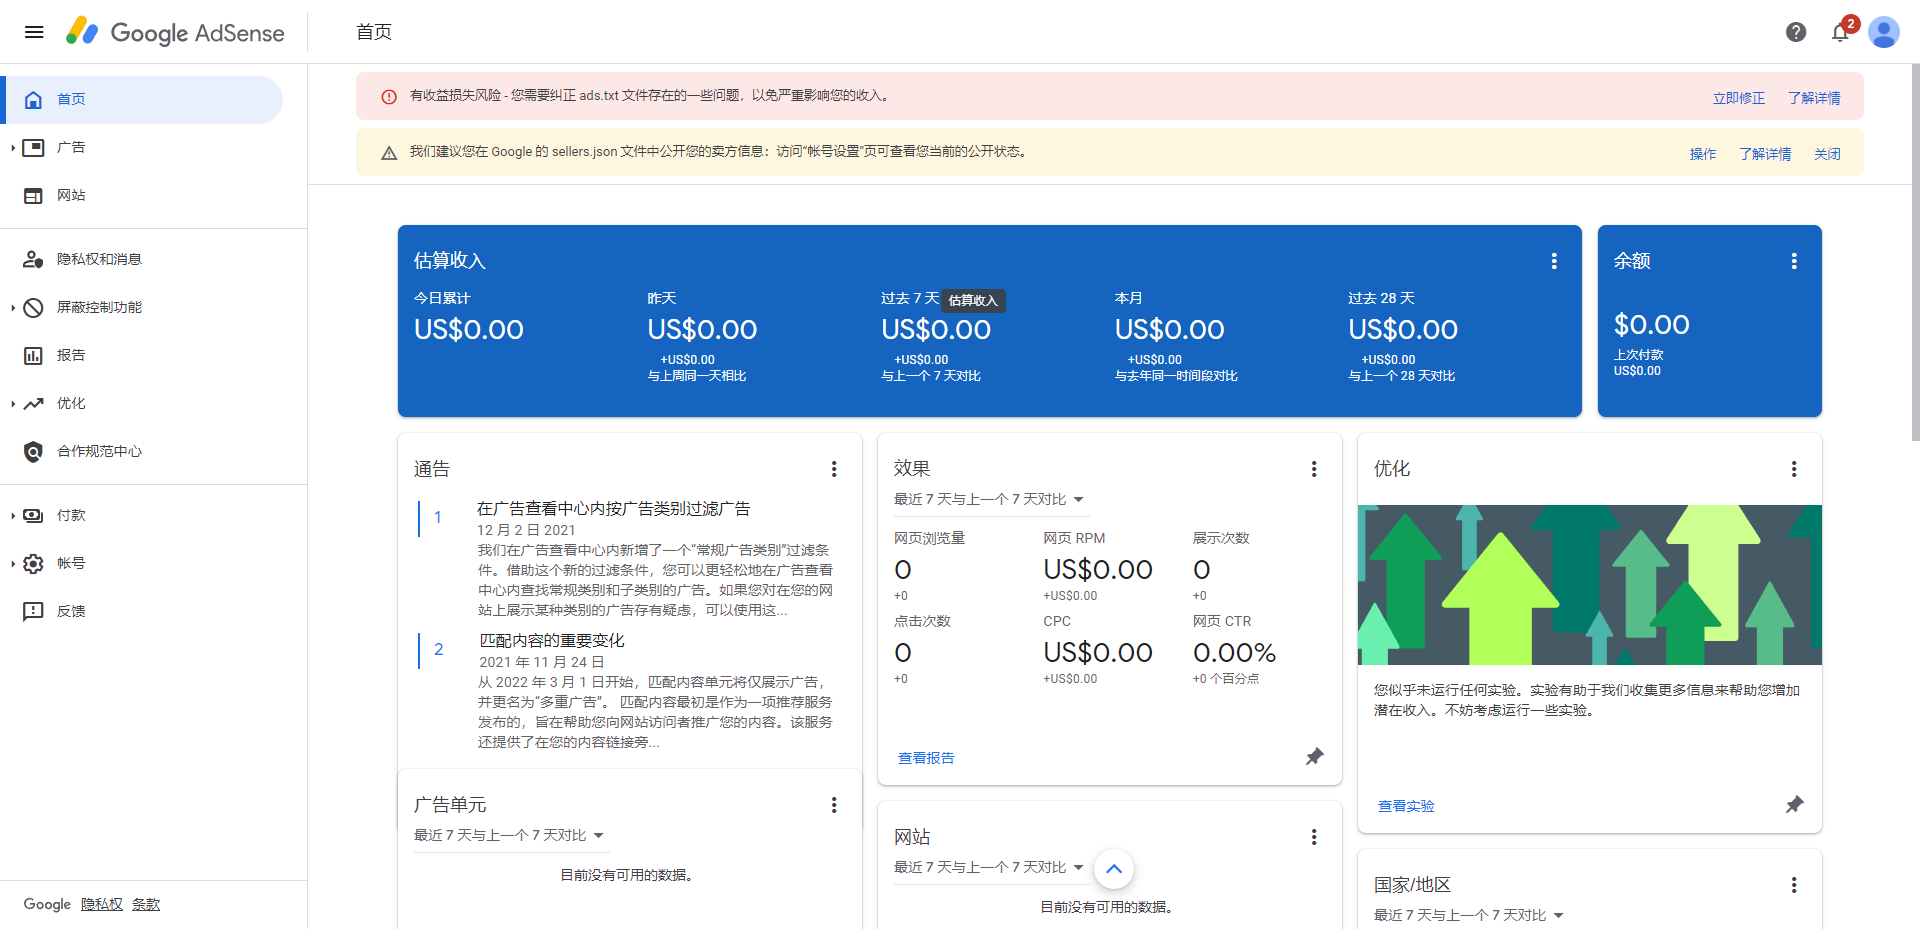 Google AdSense
首页
2
首页
广告
网站
隐私权和消息
屏蔽控制功能
报告
优化
合作规范中心
付款
帐号
反馈
Google 隐私权 条款
有收益损失风险 - 您需要纠正 ads.txt 文件存在的一些问题，以免严重影响您的收入。
立即修正 了解详情
我们建议您在 Google 的 sellers.json 文件中公开您的卖方信息：访问“帐号设置”页可查看您当前的公开状态。
操作 了解详情 关闭
估算收入
今日累计
US$0.00
昨天
US$0.00
+US$0.00
与上周同一天相比
过去 7 天
估算收入
US$0.00
+US$0.00
与上一个 7 天对比
本月
US$0.00
+US$0.00
与去年同一时间段对比
过去 28 天
US$0.00
+US$0.00
与上一个 28 天对比
余额
$0.00
上次付款
US$0.00
通告
1
在广告查看中心内按广告类别过滤广告
12 月 2 日 2021
我们在广告查看中心内新增了一个“常规广告类别”过滤条
件。借助这个新的过滤条件，您可以更轻松地在广告查看
中心内查找常规类别和子类别的广告。如果您对在您的网
站上展示某种类别的广告存有疑虑，可以使用这...
2
匹配内容的重要变化
2021 年 11 月 24 日
从 2022 年 3 月 1 日开始，匹配内容单元将仅展示广告，
并更名为“多重广告”。 匹配内容最初是作为一项推荐服务
发布的，旨在帮助您向网站访问者推广您的内容。该服务
还提供了在您的内容链接旁...
广告单元
最近 7 天与上一个 7 天对比
目前没有可用的数据。
效果
最近 7 天与上一个 7 天对比
网页浏览量
0
+0
网页 RPM
US$0.00
+US$0.00
展示次数
0
+0
点击次数
0
+0
CPC
US$0.00
+US$0.00
网页 CTR
0.00%
+0 个百分点
查看报告
网站
最近 7 天与上一个 7 天对比
目前没有可用的数据。
优化
您似乎未运行任何实验。实验有助于我们收集更多信息来帮助您增加
潜在收入。不妨考虑运行一些实验。
查看实验
国家/地区
最近 7 天与上一个 7 天对比